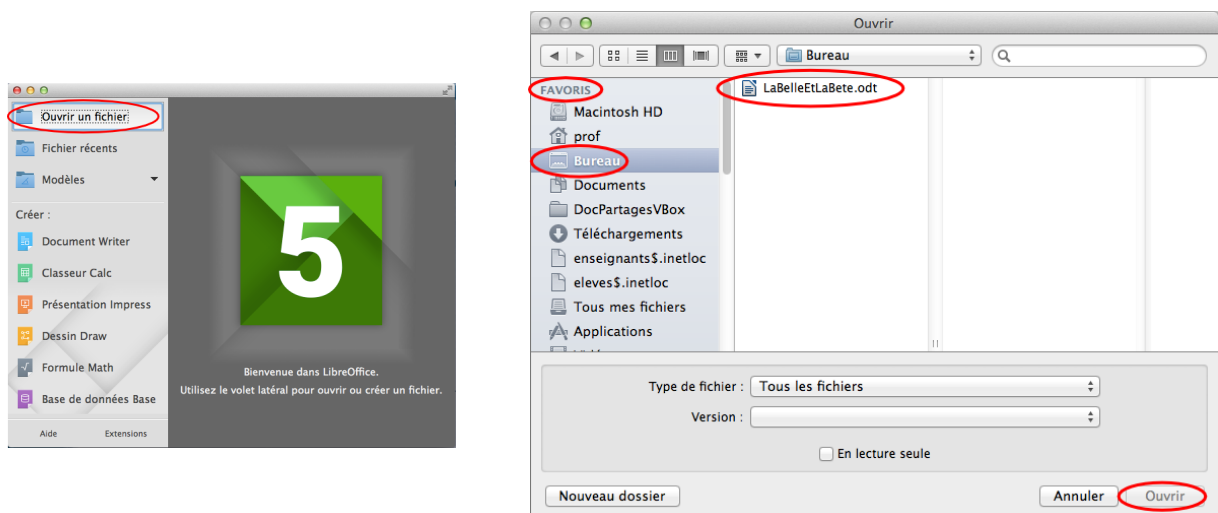 Ouvrir un fichier
Fichier récents
Modèles
Créer :
Document Writer
Classeur Calc
Présentation Impress
Dessin Draw
Formule Math
Base de données Base
Aide Extensions
5
Bienvenue dans LibreOffice.
Utilisez le volet latéral pour ouvrir ou créer un fichier.
Ouvrir
Bureau
FAVORIS
Macintosh HD
prof
Bureau
Documents
DocPartagesVBox
Téléchargements
enseignants$.inetloc
eleves$.inetloc
Tous mes fichiers
Applications
LaBelleEtLaBete.odt
Type de fichier : Tous les fichiers
Version :
En lecture seule
Nouveau dossier Annuler Ouvrir